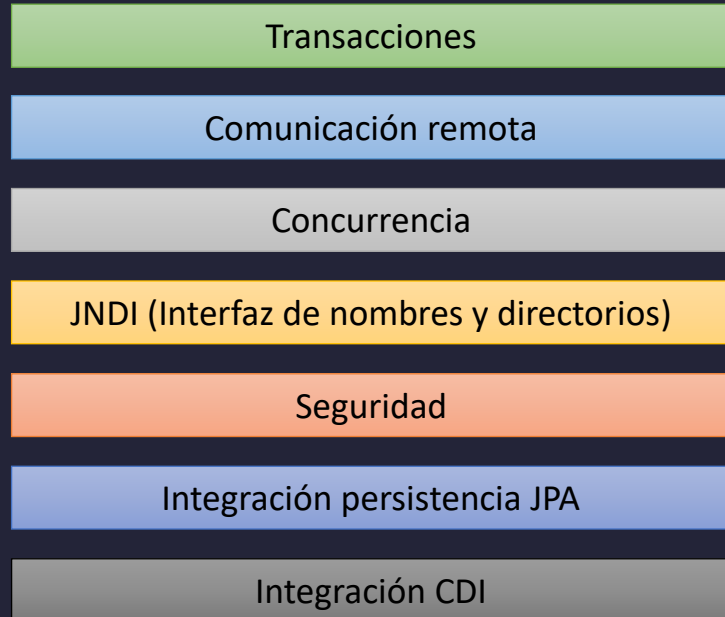 Transacciones
Comunicación remota
Concurrencia
JNDI (Interfaz de nombres y directorios)
Seguridad
Integración persistencia JPA
Integración CDI